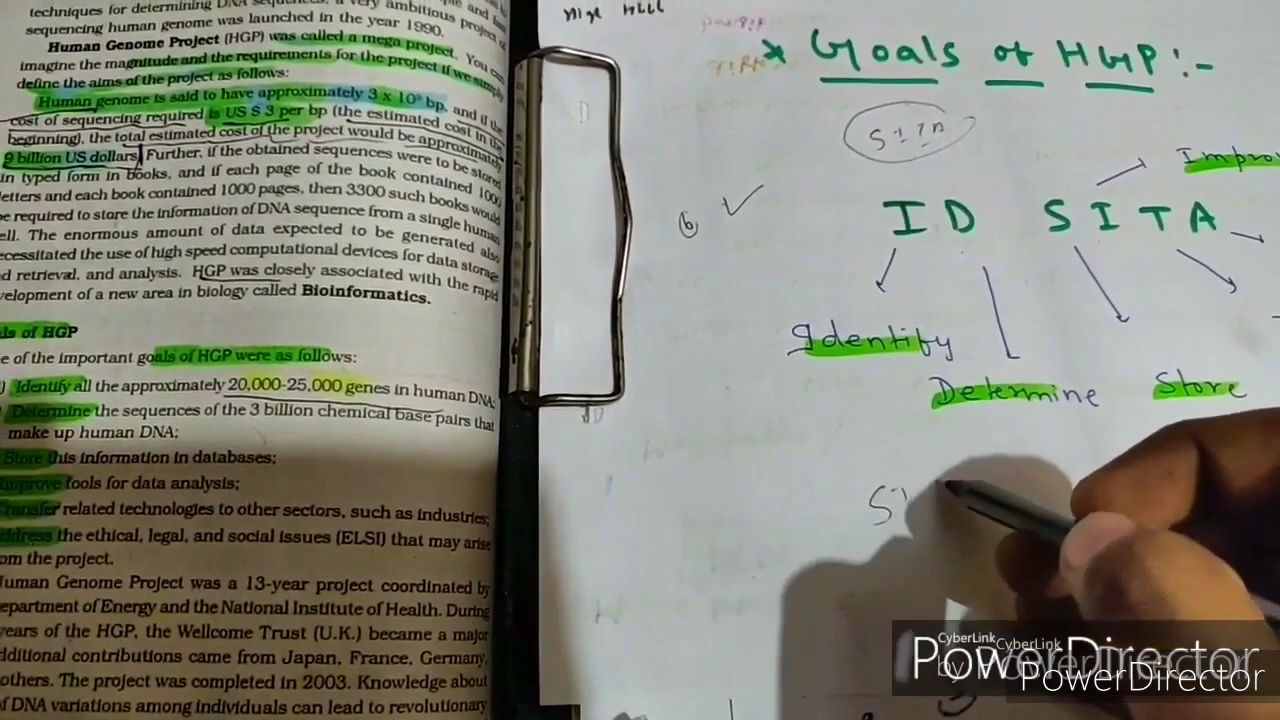 techniques for determining DNA
sequencing human genome was launched in the year 1990.
Human Genome Project (HGP) was called a mega project. You can
imagine the magnitude and the requirements for the project if we simply
define the aims of the project as follows:
Human genome is said to have approximately 3 x 10⁹ bp, and if the
cost of sequencing required is US $ 3 per bp (the estimated cost in the
beginning), the total estimated cost of the project would be approximately
9 billion US dollars. Further, if the obtained sequences were to be stored
in typed form in books, and if each page of the book contained 1000
letters and each book contained 1000 pages, then 3300 such books would
e required to store the information of DNA sequence from a single human
ell. The enormous amount of data expected to be generated also
ecessitated the use of high speed computational devices for data storage
d retrieval, and analysis. HGP was closely associated with the rapid
velopment of a new area in biology called Bioinformatics.
ls of HGP
e of the important goals of HGP were as follows:
) Identify all the approximately 20,000-25,000 genes in human DNA;
Determine the sequences of the 3 billion chemical base pairs that
make up human DNA;
Store this information in databases;
Improve tools for data analysis;
Transfer related technologies to other sectors, such as industries;
ddress the ethical, legal, and social issues (ELSI) that may arise
om the project.
Human Genome Project was a 13-year project coordinated by
epartment of Energy and the National Institute of Health. During
years of the HGP, the Wellcome Trust (U.K.) became a major
dditional contributions came from Japan, France, Germany,
others. The project was completed in 2003. Knowledge about
f DNA variations among individuals can lead to revolutionary
* Goals of HGP :-
Impro
6
I D S I T A
Identify
Determine Store
CyberLink CyberLink
PowerDirector
by PowerDirector